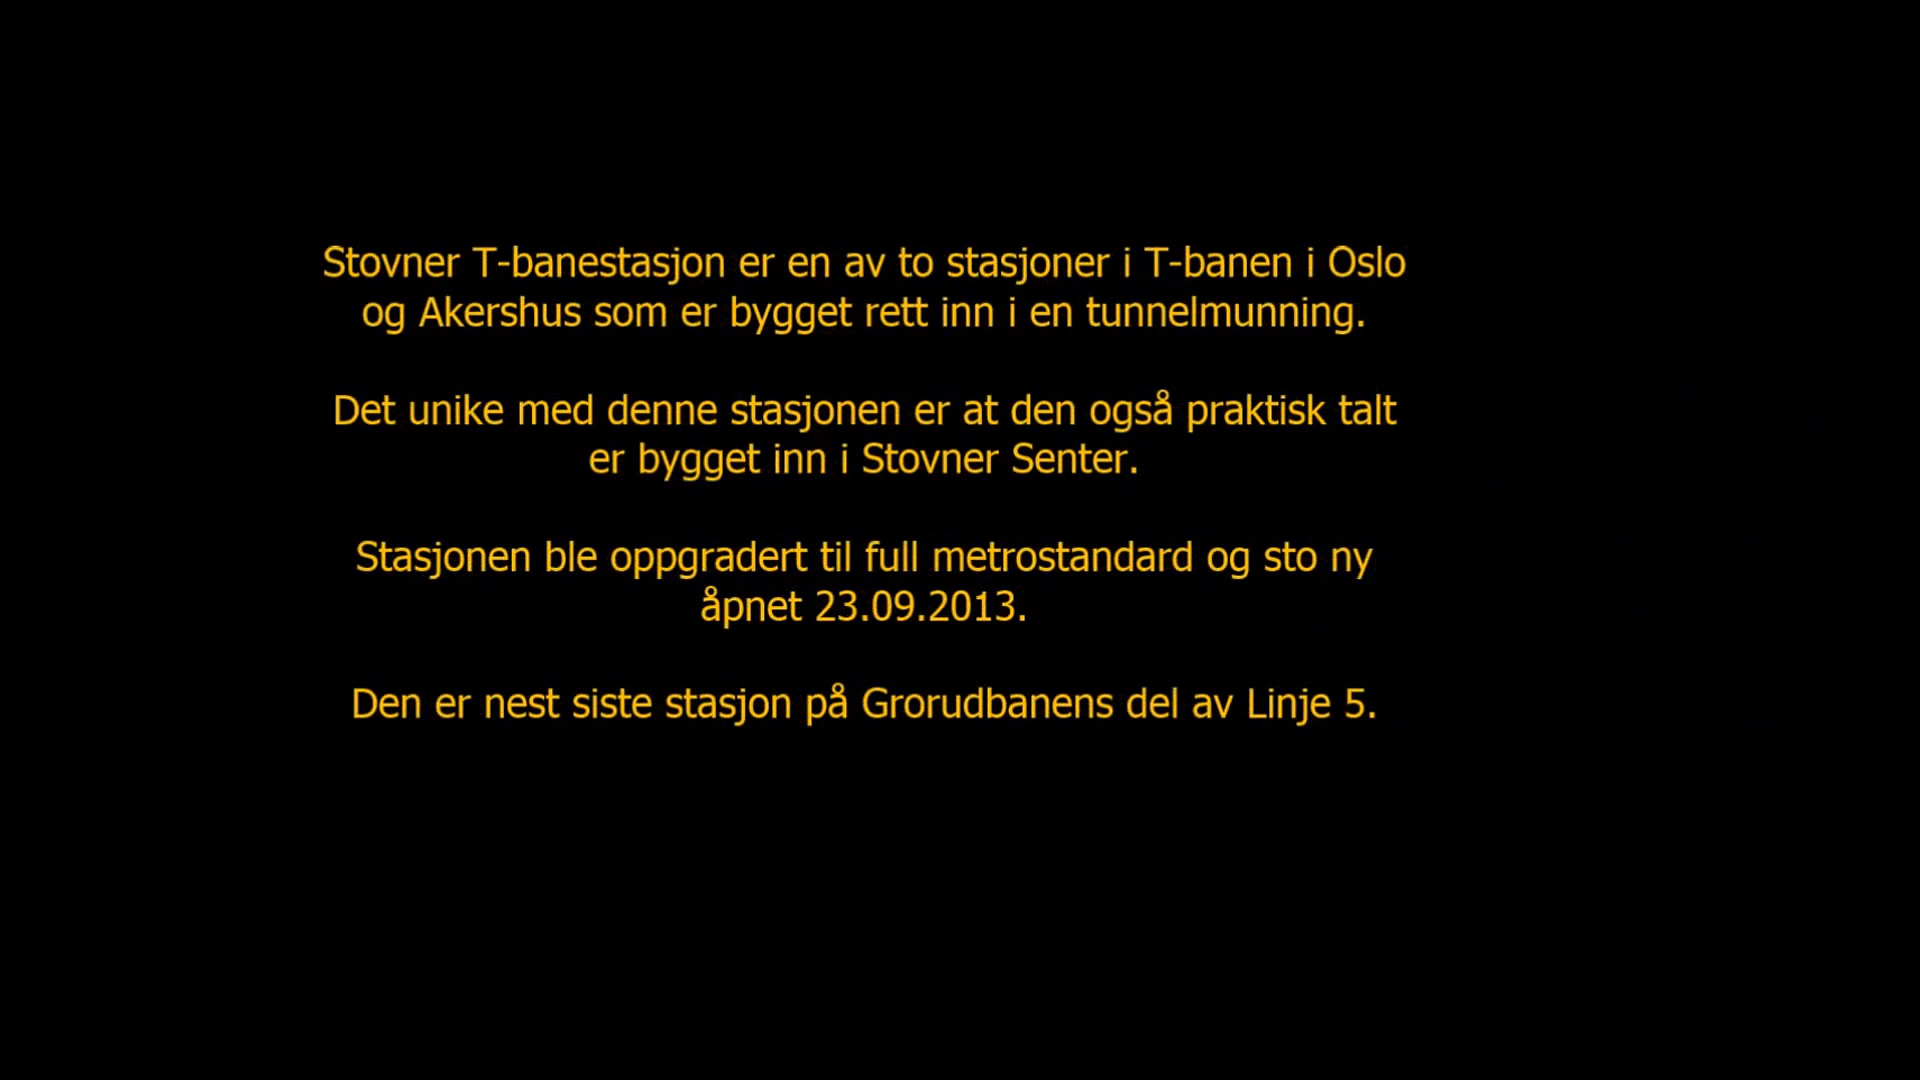 Stovner T-banestasjon er en av to stasjoner i T-banen i Oslo
og Akershus som er bygget rett inn i en tunnelmunning.
Det unike med denne stasjonen er at den også praktisk talt
er bygget inn i Stovner Senter.
Stasjonen ble oppgradert til full metrostandard og sto ny
åpnet 23.09.2013.
Den er nest siste stasjon på Grorudbanens del av Linje 5.